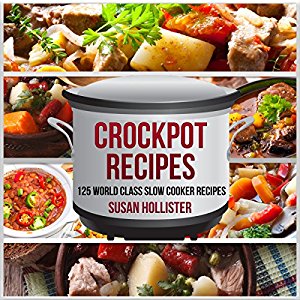 CROCKPOT
RECIPES
125 WORLD CLASS SLOW COOKER RECIPES
SUSAN HOLLISTER